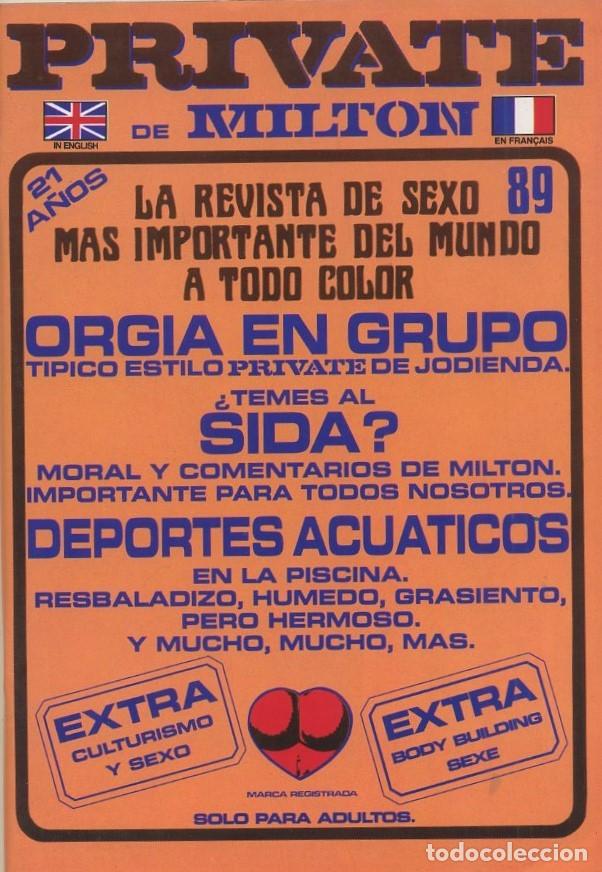 PRIVATE
DE MILTON
IN ENGLISH
EN FRANÇAIS
21 AÑOS
LA REVISTA DE SEXO 89
MAS IMPORTANTE DEL MUNDO
A TODO COLOR
ORGIA EN GRUPO
TIPICO ESTILO PRIVATE DE JODIENDA.
¿TEMES AL
SIDA?
MORAL Y COMENTARIOS DE MILTON.
IMPORTANTE PARA TODOS NOSOTROS.
DEPORTES ACUATICOS
EN LA PISCINA.
RESBALADIZO, HUMEDO, GRASIENTO,
PERO HERMOSO.
Y MUCHO, MUCHO, MAS.
EXTRA
CULTURISMO
Y SEXO
EXTRA
BODY BUILDING
SEXE
MARCA REGISTRADA
SOLO PARA ADULTOS.
todocoleccion